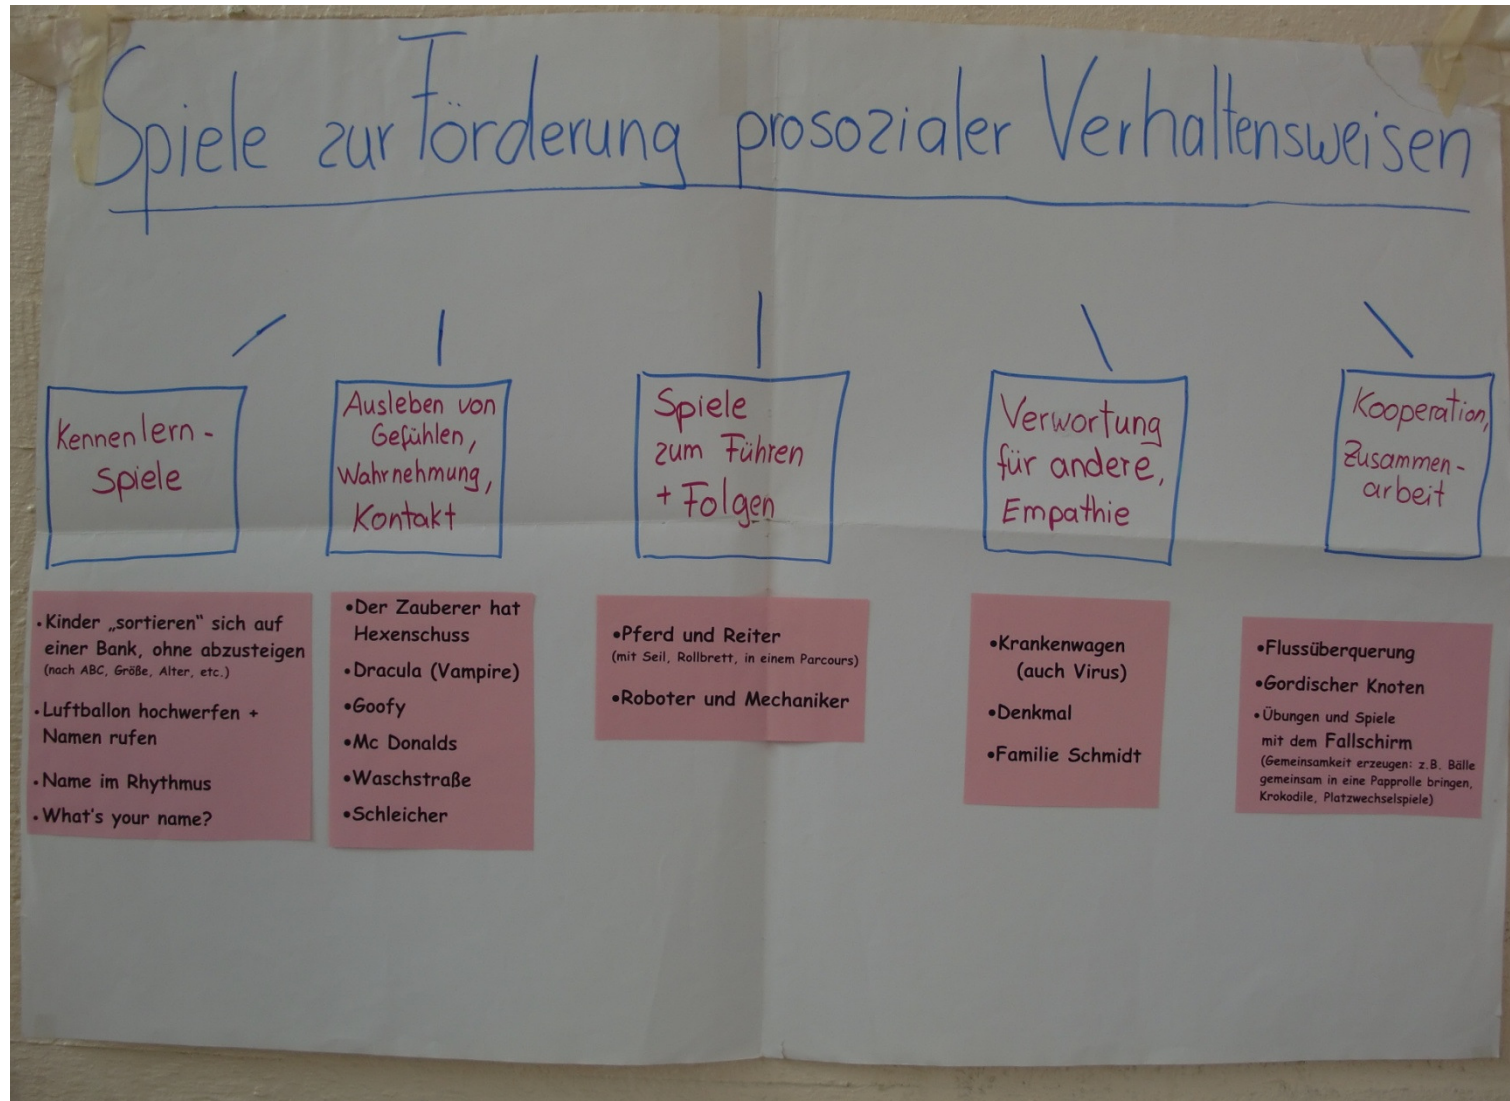 Spiele zur Förderung prosozialer Verhaltensweisen
Kennenlern-
Spiele
Ausleben von
Gefühlen,
Wahrnehmung,
Kontakt
Spiele
zum Führen
+ Folgen
Verwortung
für andere,
Empathie
Kooperation,
Zusammen-
arbeit
• Kinder „sortieren“ sich auf
einer Bank, ohne abzusteigen
(nach ABC, Größe, Alter, etc.)
• Luftballon hochwerfen +
Namen rufen
• Name im Rhythmus
• What's your name?
•Der Zauberer hat
Hexenschuss
•Dracula (Vampire)
•Goofy
•Mc Donalds
•Waschstraße
•Schleicher
•Pferd und Reiter
(mit Seil, Rollbrett, in einem Parcours)
•Roboter und Mechaniker
•Krankenwagen
(auch Virus)
•Denkmal
•Familie Schmidt
•Flussüberquerung
•Gordischer Knoten
• Übungen und Spiele
mit dem Fallschirm
(Gemeinsamkeit erzeugen: z.B. Bälle
gemeinsam in eine Papprolle bringen,
Krokodile, Platzwechselspiele)